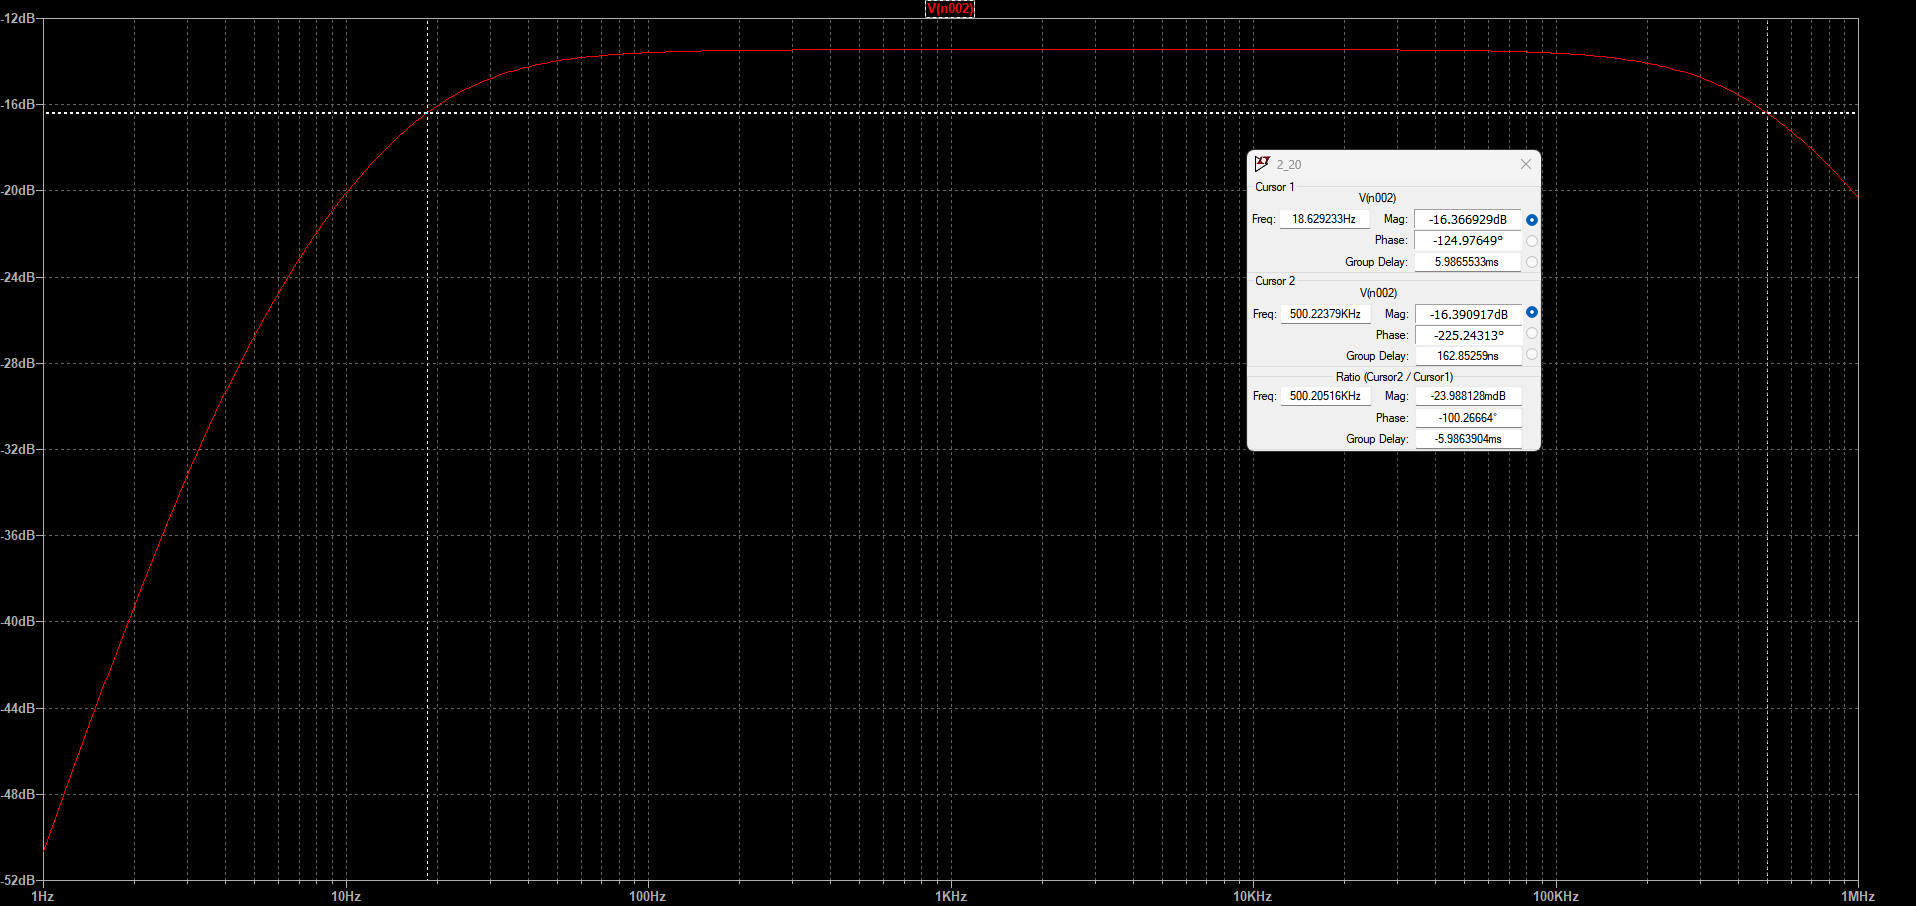 V(n002)
-12dB
-16dB
-20dB
-24dB
-28dB
-32dB
-36dB
-40dB
-44dB
-48dB
-52dB
1Hz 10Hz 100Hz 1KHz 10KHz 100KHz 1MHz
2_20
Cursor 1
V(n002)
Freq: 18.629233Hz Mag: -16.366929dB
Phase: -124.97649°
Group Delay: 5.9865533ms
Cursor 2
V(n002)
Freq: 500.22379KHz Mag: -16.390917dB
Phase: -225.24313°
Group Delay: 162.85259ns
Ratio (Cursor2 / Cursor1)
Freq: 500.20516KHz Mag: -23.988128mdB
Phase: -100.26664°
Group Delay: -5.9863904ms